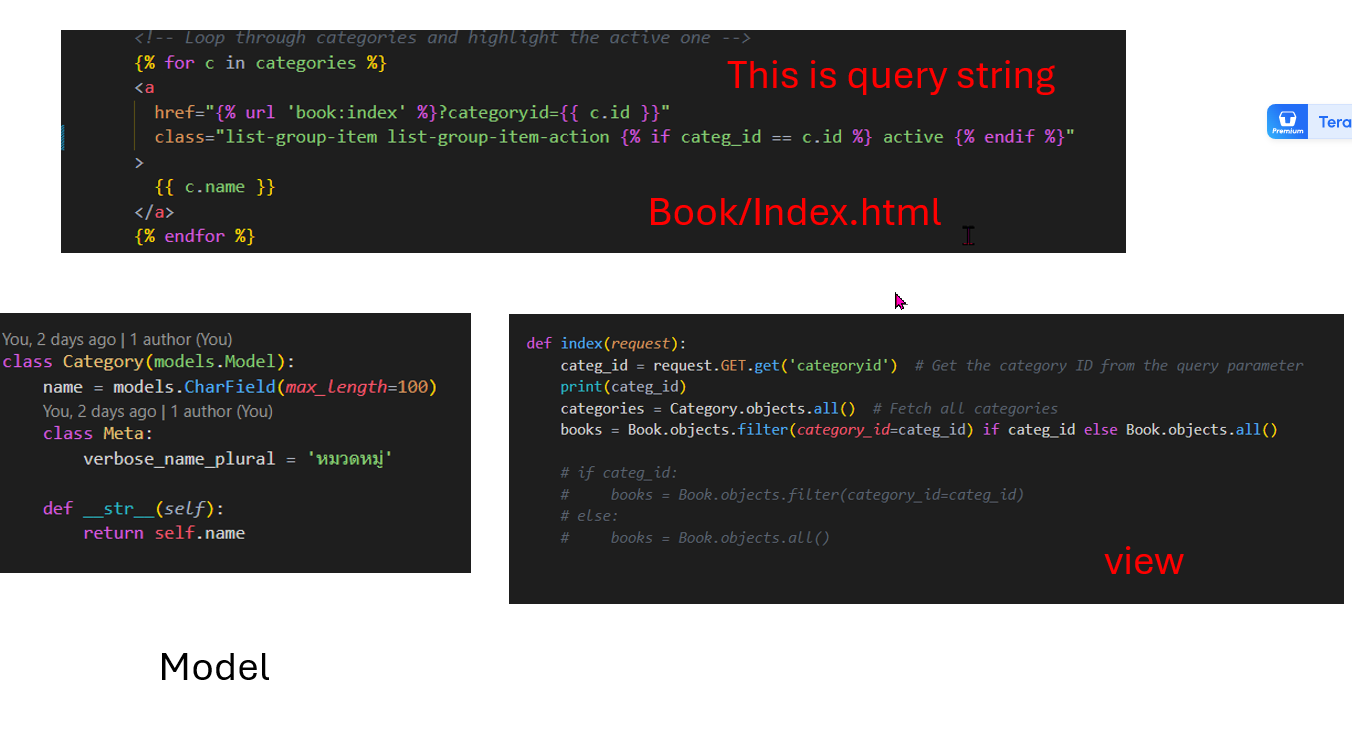 <!-- Loop through categories and highlight the active one -->
{% for c in categories %}
<a
href="{% url 'book:index' %}?categoryid={{ c.id }}"
class="list-group-item list-group-item-action {% if categ_id == c.id %} active {% endif %}"
>
{{ c.name }}
</a>
{% endfor %}
This is query string
Book/Index.html
Premium
Tera
You, 2 days ago | 1 author (You)
class Category(models.Model):
name = models.CharField(max_length=100)
You, 2 days ago | 1 author (You)
class Meta:
verbose_name_plural = 'หมวดหมู่'
def __str__(self):
return self.name
Model
def index(request):
categ_id = request.GET.get('categoryid') # Get the category ID from the query parameter
print(categ_id)
categories = Category.objects.all() # Fetch all categories
books = Book.objects.filter(category_id=categ_id) if categ_id else Book.objects.all()
# if categ_id:
# books = Book.objects.filter(category_id=categ_id)
# else:
# books = Book.objects.all()
view